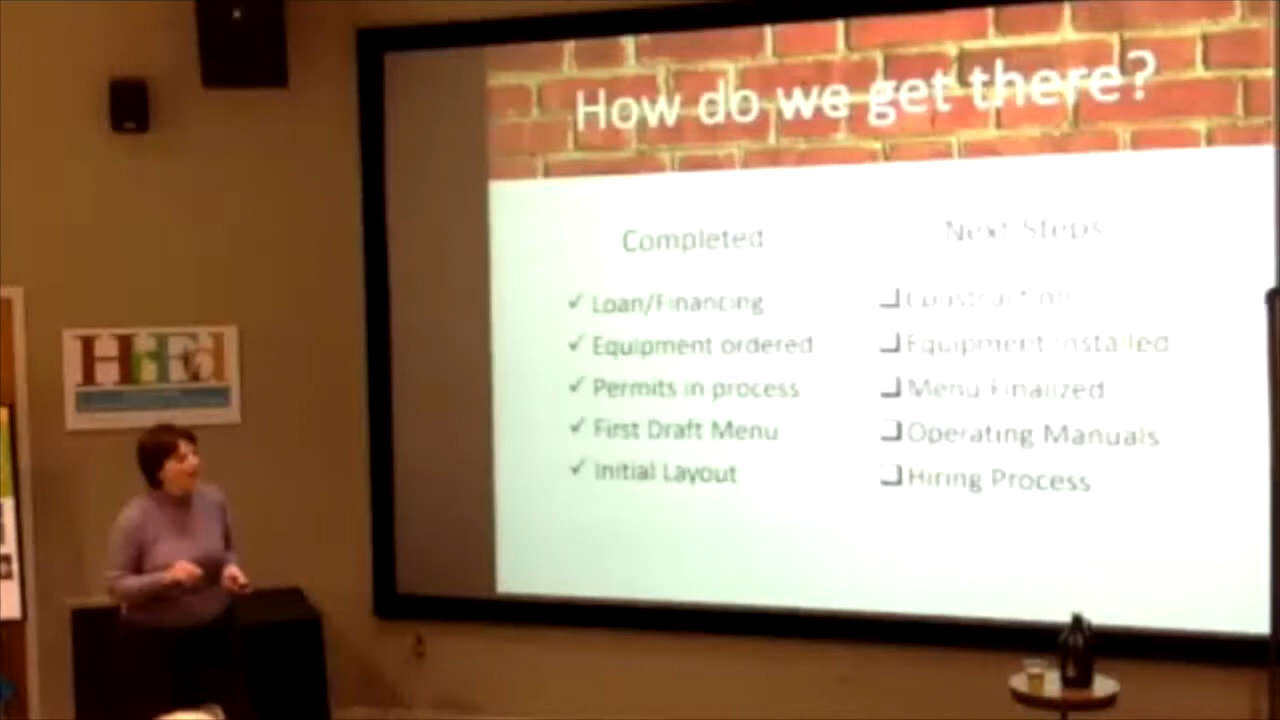 How do we get there?
Completed
✓ Loan/Financing
✓ Equipment ordered
✓ Permits in process
✓ First Draft Menu
✓ Initial Layout
Next Steps
❑ Construction
❑ Equipment installed
❑ Menu Finalized
❑ Operating Manuals
❑ Hiring Process